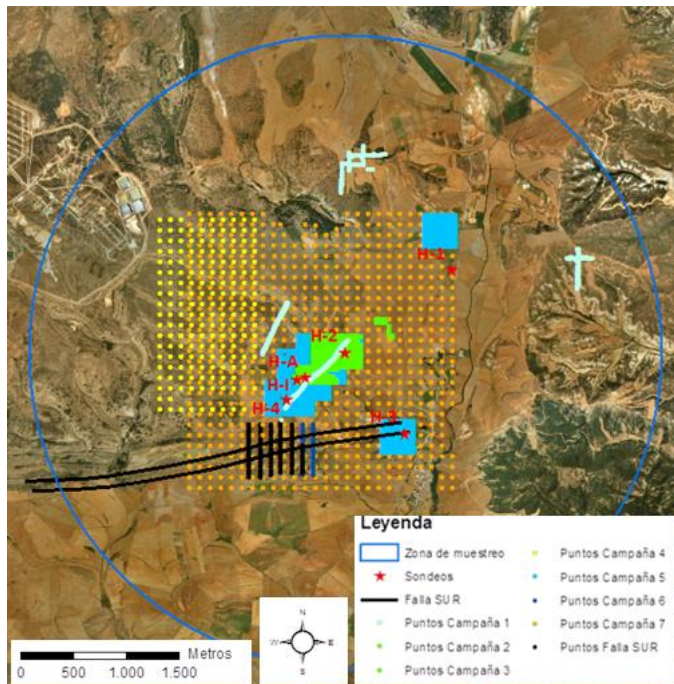 H-1
H-2
H-A
H-I
H-4
H-3
Leyenda
Zona de muestreo
Sondeos
Falla SUR
Puntos Campaña 1
Puntos Campaña 2
Puntos Campaña 3
Puntos Campaña 4
Puntos Campaña 5
Puntos Campaña 6
Puntos Campaña 7
Puntos Falla SUR
Metros
0 500 1.000 1.500
N
W E
S